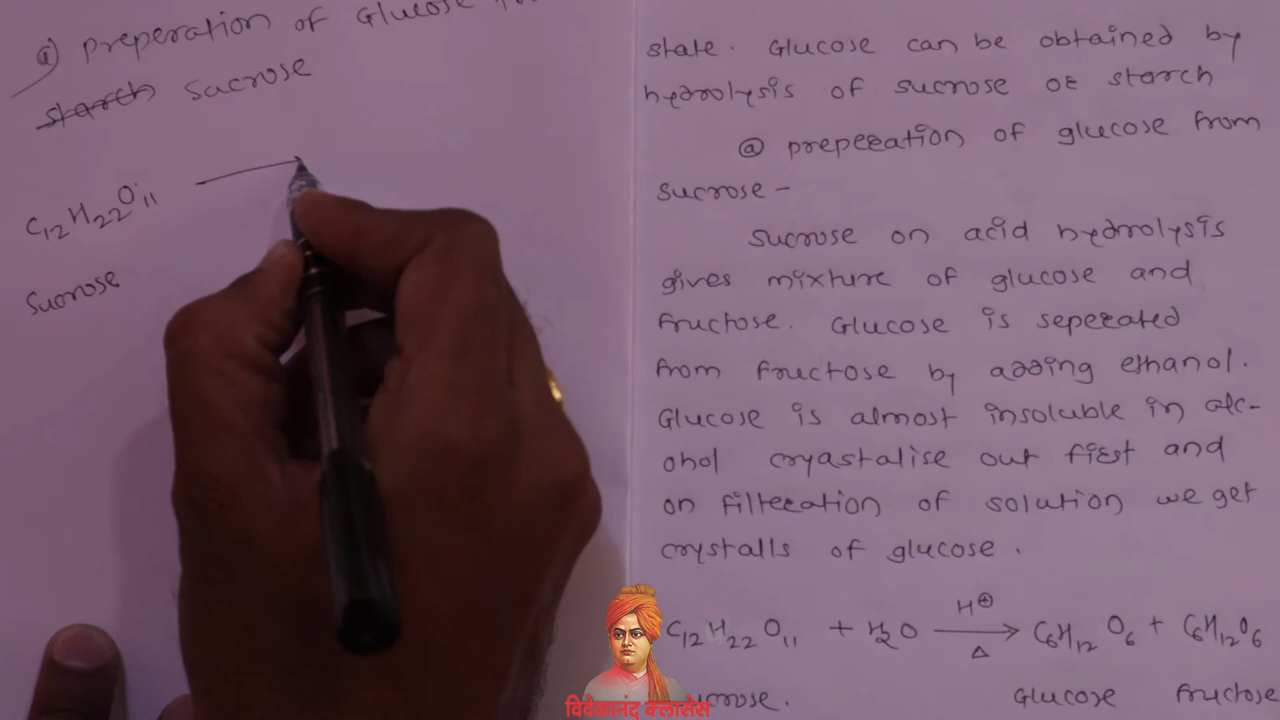 a) preperation of Glucose
starch Sucrose
C12H22O11
Sucrose
state. Glucose can be obtained by
hydrolysis of sucrose or starch
@ preperation of glucose from
sucrose -
Sucrose on acid hydrolysis
gives mixture of glucose and
fructose. Glucose is seperated
from fructose by adding ethanol.
Glucose is almost insoluble in alc-
ohol cryastalise out first and
on filteration of solution we get
crystalls of glucose.
C12H22O11 + H2O H⊕ → Δ C6H12O6 + C6H12O6
Glucose Fructose
विवेकानंद क्लासेस